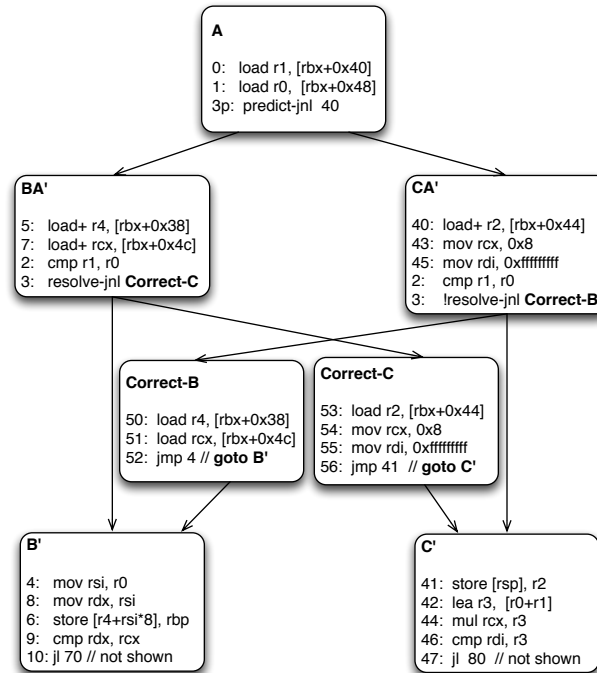 A
0: load r1, [rbx+0x40]
1: load r0, [rbx+0x48]
3p: predict-jnl 40
BA'
5: load+ r4, [rbx+0x38]
7: load+ rcx, [rbx+0x4c]
2: cmp r1, r0
3: resolve-jnl Correct-C
CA'
40: load+ r2, [rbx+0x44]
43: mov rcx, 0x8
45: mov rdi, 0xfffffffff
2: cmp r1, r0
3: !resolve-jnl Correct-B
Correct-B
50: load r4, [rbx+0x38]
51: load rcx, [rbx+0x4c]
52: jmp 4 // goto B'
Correct-C
53: load r2, [rbx+0x44]
54: mov rcx, 0x8
55: mov rdi, 0xfffffffff
56: jmp 41 // goto C'
B'
4: mov rsi, r0
8: mov rdx, rsi
6: store [r4+rsi*8], rbp
9: cmp rdx, rcx
10: jl 70 // not shown
C'
41: store [rsp], r2
42: lea r3, [r0+r1]
44: mul rcx, r3
46: cmp rdi, r3
47: jl 80 // not shown